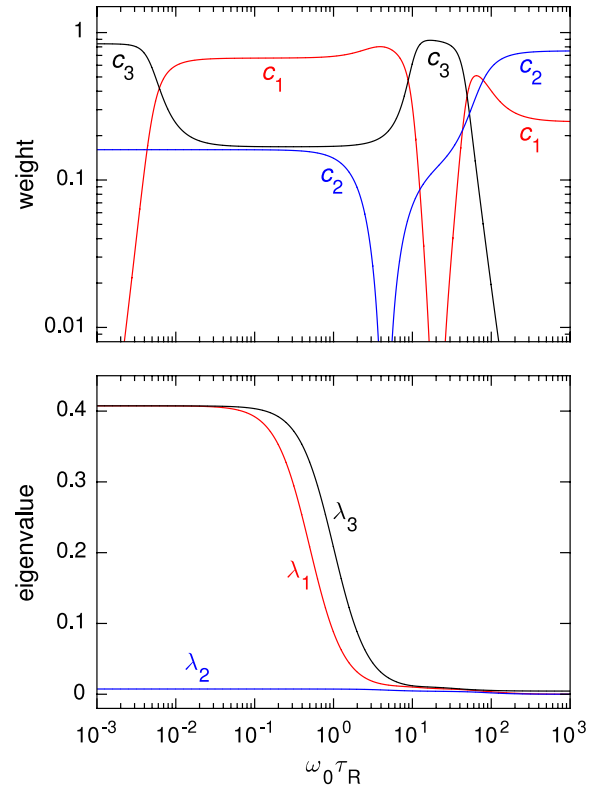 1
0.1
0.01
weight
c₃
c₁
c₃
c₂
c₂
c₁
0.4
0.3
0.2
0.1
0
eigenvalue
λ₃
λ₁
λ₂
10⁻³ 10⁻² 10⁻¹ 10⁰ 10¹ 10² 10³
ω₀τ_R